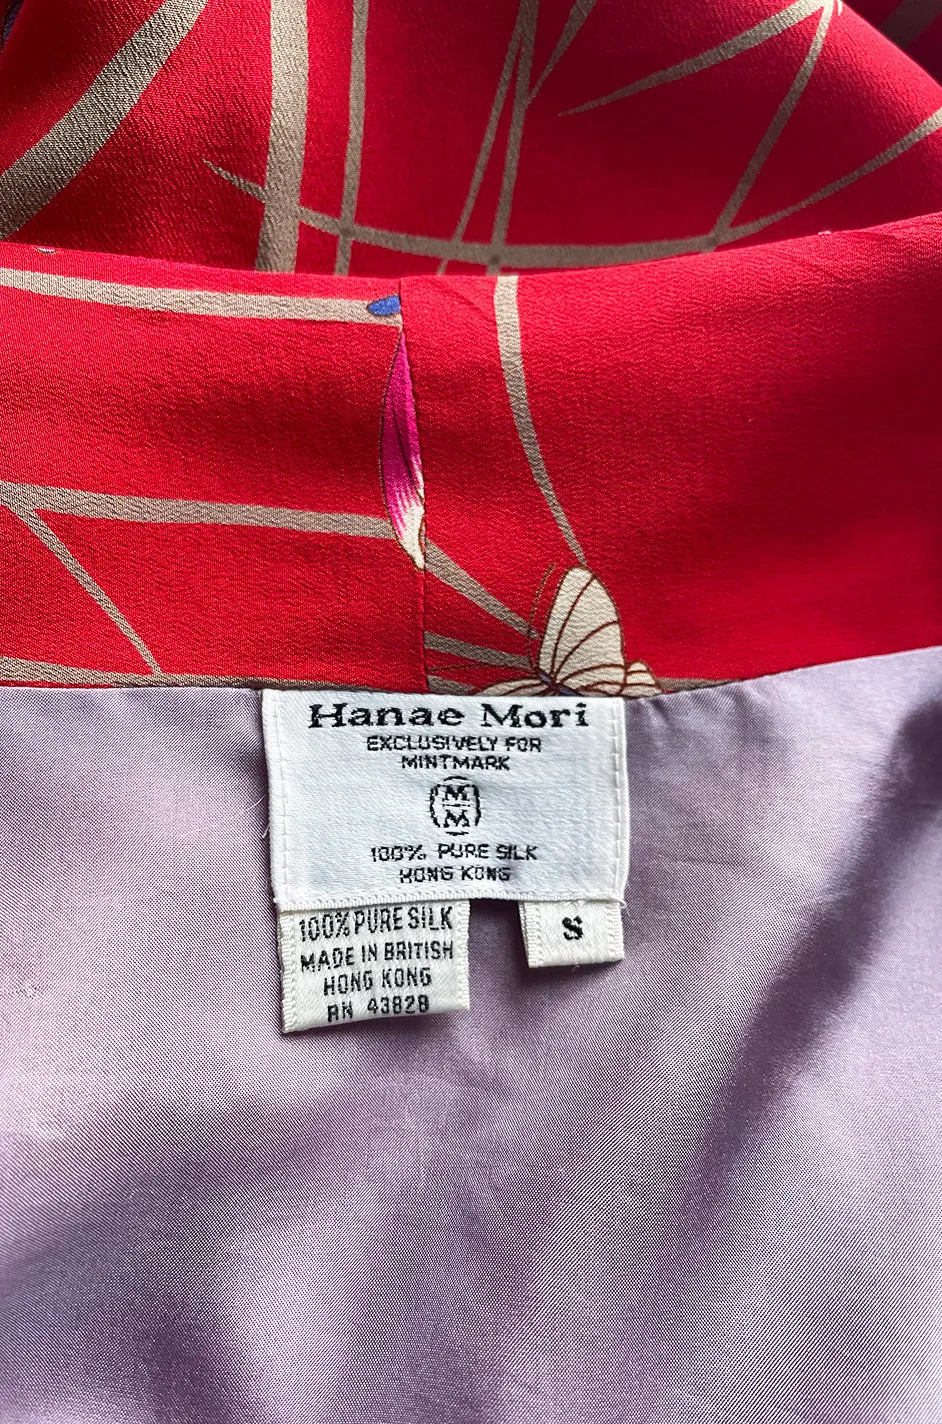 Hanae Mori
EXCLUSIVELY FOR
MINTMARK
M
M
100% PURE SILK
HONG KONG
100% PURE SILK
MADE IN BRITISH
HONG KONG
RN 43828
S